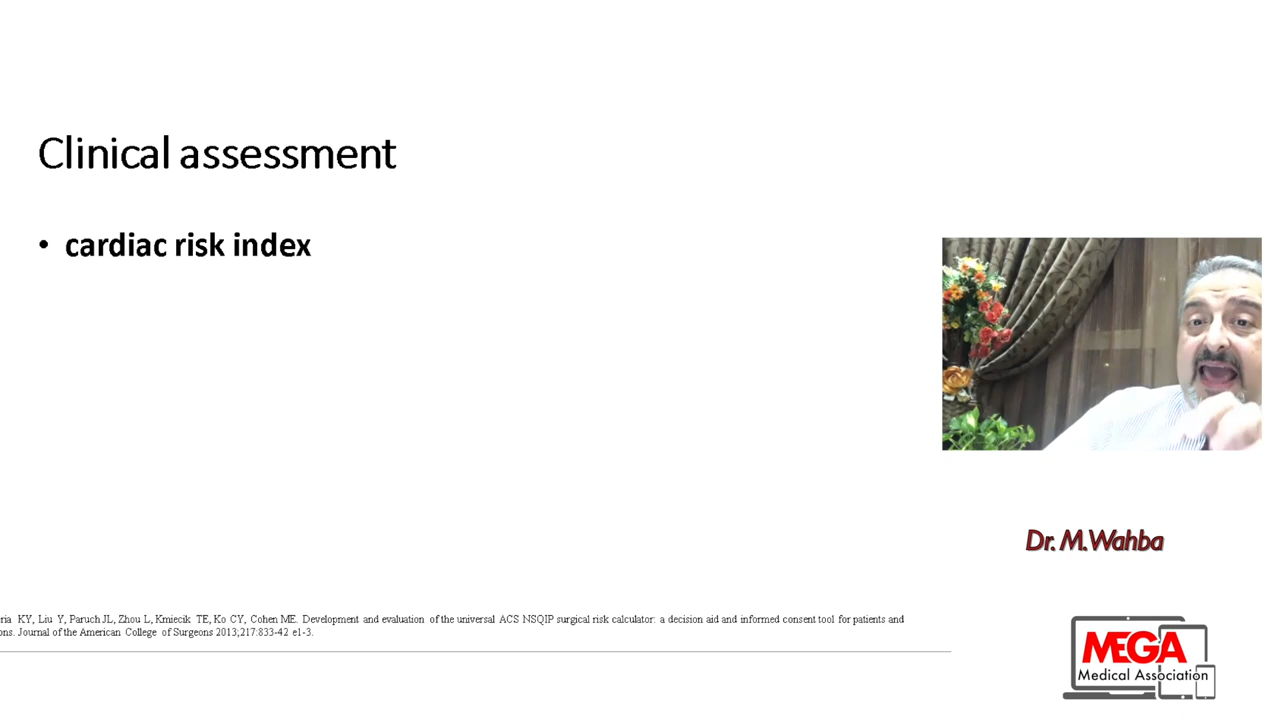 Clinical assessment
• cardiac risk index
Dr. M.Wahba
ria KY, Liu Y, Paruch JL, Zhou L, Kmiecik TE, Ko CY, Cohen ME. Development and evaluation of the universal ACS NSQIP surgical risk calculator: a decision aid and informed consent tool for patients and
ons. Journal of the American College of Surgeons 2013;217:833-42 e1-3.
MEGA
Medical Association